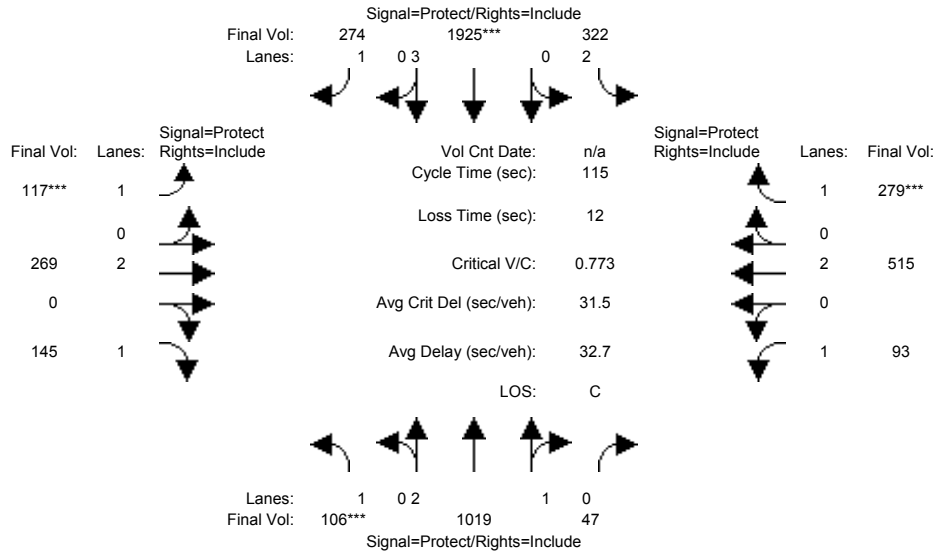 Signal=Protect/Rights=Include
Final Vol: 274 1925*** 322
Lanes: 1 0 3 0 2
Signal=Protect Signal=Protect
Final Vol: Lanes: Rights=Include Vol Cnt Date: n/a Rights=Include Lanes: Final Vol:
Cycle Time (sec): 115
117*** 1 1 279***
Loss Time (sec): 12
0 0
269 2 Critical V/C: 0.773 2 515
0 Avg Crit Del (sec/veh): 31.5 0
145 1 Avg Delay (sec/veh): 32.7 1 93
LOS: C
Lanes: 1 0 2 1 0
Final Vol: 106*** 1019 47
Signal=Protect/Rights=Include